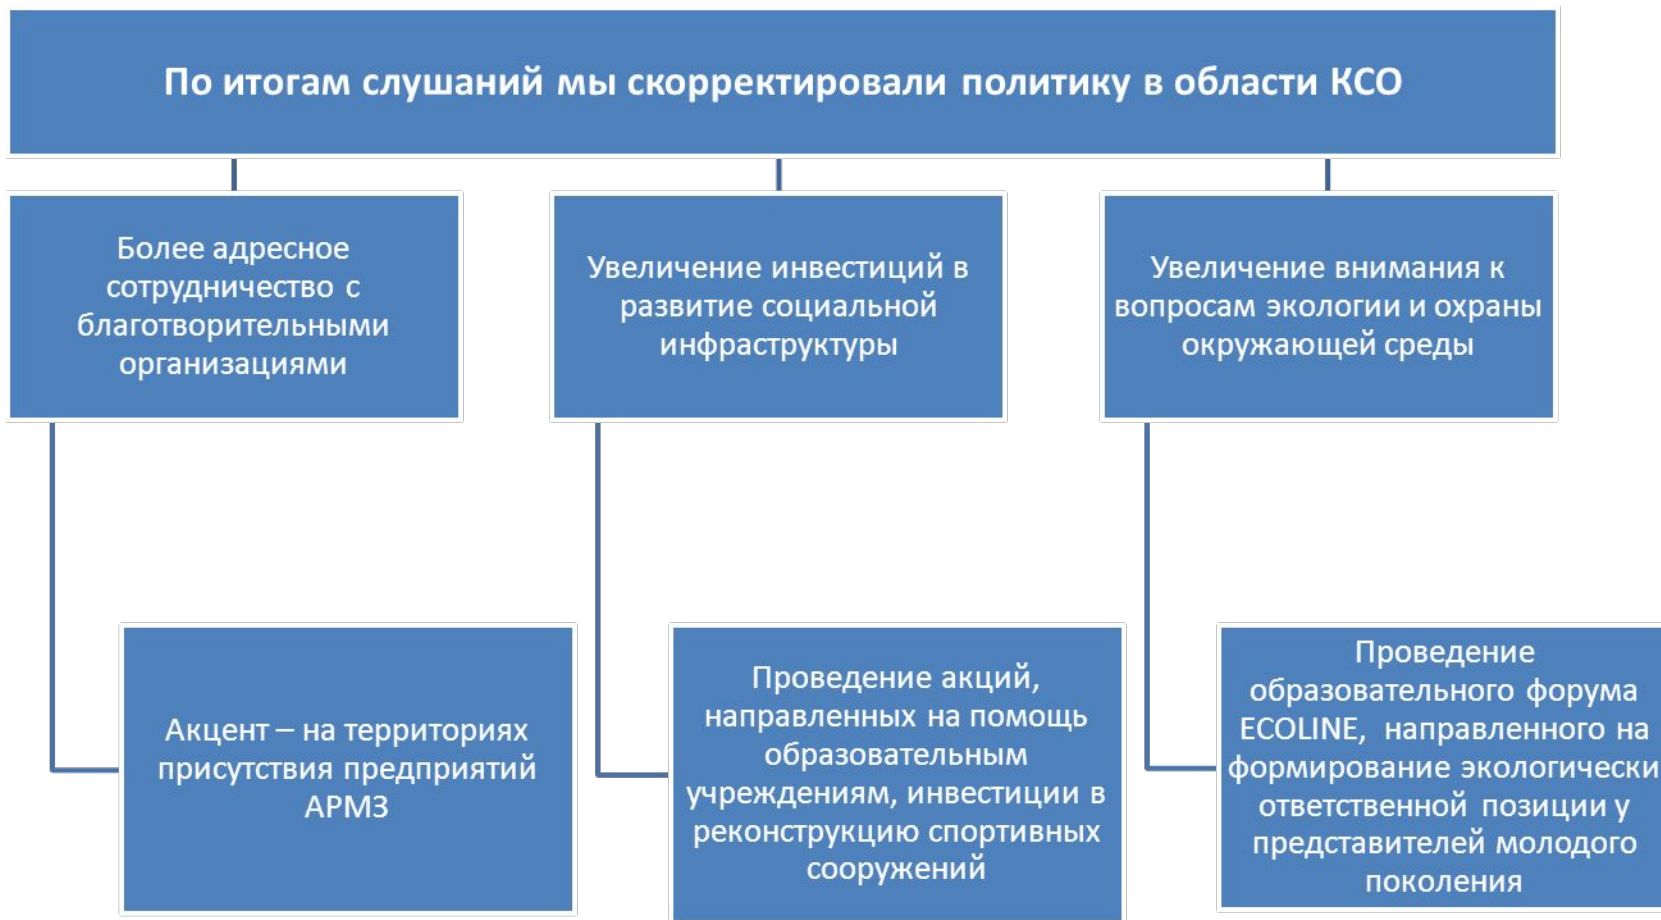 По итогам слушаний мы скорректировали политику в области КСО
Более адресное
сотрудничество с
благотворительными
организациями
Увеличение инвестиций в
развитие социальной
инфраструктуры
Увеличение внимания к
вопросам экологии и охраны
окружающей среды
Акцент – на территориях
присутствия предприятий
АРМЗ
Проведение акций,
направленных на помощь
образовательным
учреждениям, инвестиции в
реконструкцию спортивных
сооружений
Проведение
образовательного форума
ECOLINE, направленного на
формирование экологически
ответственной позиции у
представителей молодого
поколения